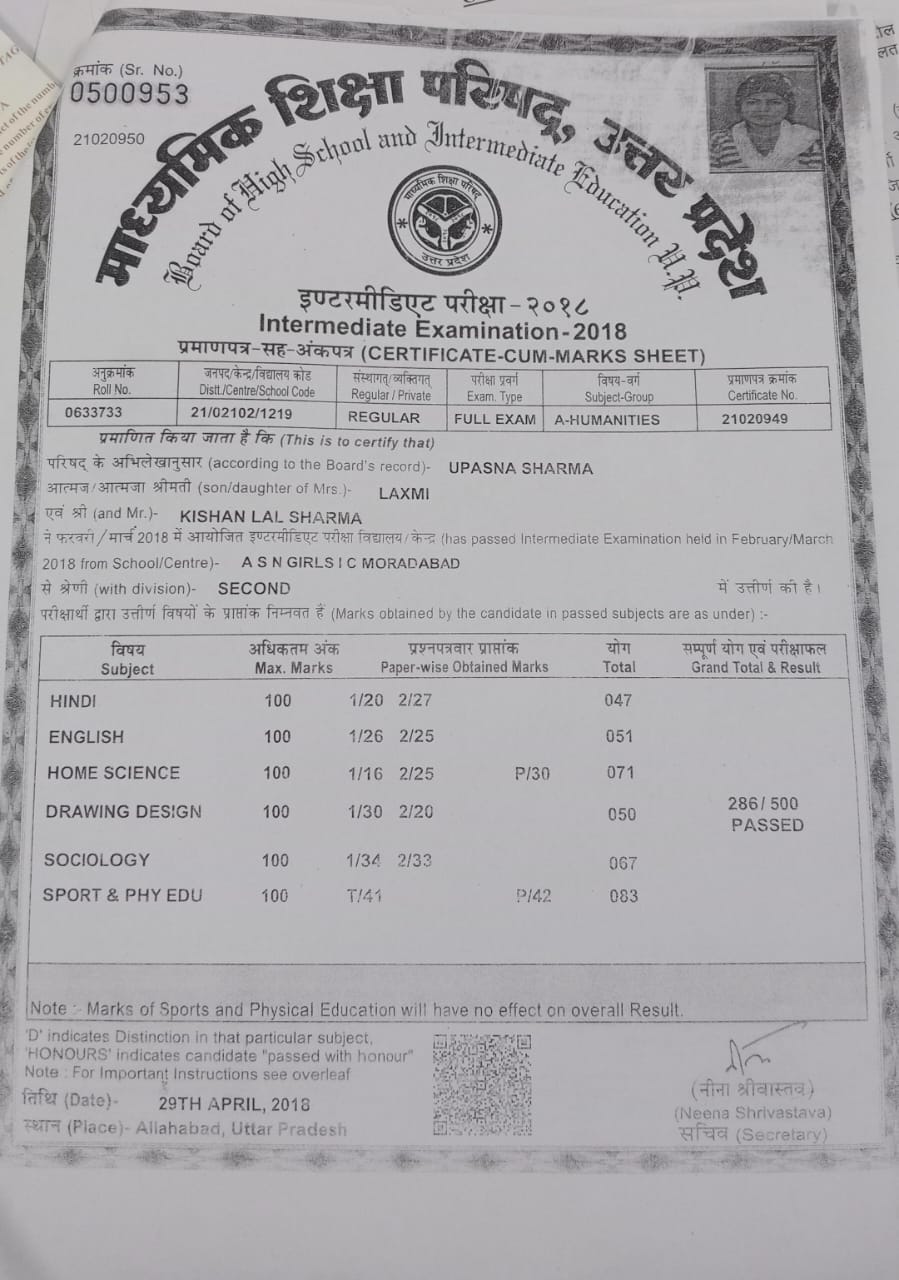 क्रमांक (Sr. No.)
0500953
21020950
माध्यमिक शिक्षा परिषद्, उत्तर प्रदेश
Board of High School and Intermediate Education U.P.
माध्यमिक शिक्षा परिषद्
उत्तर प्रदेश
इण्टरमीडिएट परीक्षा - २०१८
Intermediate Examination - 2018
प्रमाणपत्र-सह-अंकपत्र (CERTIFICATE-CUM-MARKS SHEET)
अनुक्रमांक जनपद/केन्द्र/विद्यालय कोड संस्थागत/व्यक्तिगत परीक्षा प्रवर्ग विषय-वर्ग प्रमाणपत्र क्रमांक
Roll No. Distt./Centre/School Code Regular / Private Exam. Type Subject-Group Certificate No.
0633733 21/02102/1219 REGULAR FULL EXAM A-HUMANITIES 21020949
प्रमाणित किया जाता है कि (This is to certify that)
परिषद के अभिलेखानुसार (according to the Board's record)- UPASNA SHARMA
आत्मज/आत्मजा श्रीमती (son/daughter of Mrs.)- LAXMI
एवं श्री (and Mr.)- KISHAN LAL SHARMA
ने फरवरी/मार्च 2018 में आयोजित इण्टरमीडिएट परीक्षा विद्यालय/केन्द्र (has passed Intermediate Examination held in February/March
2018 from School/Centre)- A S N GIRLS I C MORADABAD
से श्रेणी (with division)- SECOND में उत्तीर्ण की है।
परीक्षार्थी द्वारा उत्तीर्ण विषयों के प्राप्तांक निम्नवत हैं (Marks obtained by the candidate in passed subjects are as under) :-
विषय अधिकतम अंक प्रश्नपत्रवार प्राप्तांक योग सम्पूर्ण योग एवं परीक्षाफल
Subject Max. Marks Paper-wise Obtained Marks Total Grand Total & Result
HINDI 100 1/20 2/27 047
ENGLISH 100 1/26 2/25 051
HOME SCIENCE 100 1/16 2/25 P/30 071
DRAWING DESIGN 100 1/30 2/20 050 286/ 500
PASSED
SOCIOLOGY 100 1/34 2/33 067
SPORT & PHY EDU 100 T/41 P/42 083
Note :- Marks of Sports and Physical Education will have no effect on overall Result.
'D' indicates Distinction in that particular subject,
'HONOURS' indicates candidate "passed with honour"
Note : For Important Instructions see overleaf
तिथि (Date)- 29TH APRIL, 2018
स्थान (Place)- Allahabad, Uttar Pradesh
(नीना श्रीवास्तव)
(Neena Shrivastava)
सचिव (Secretary)